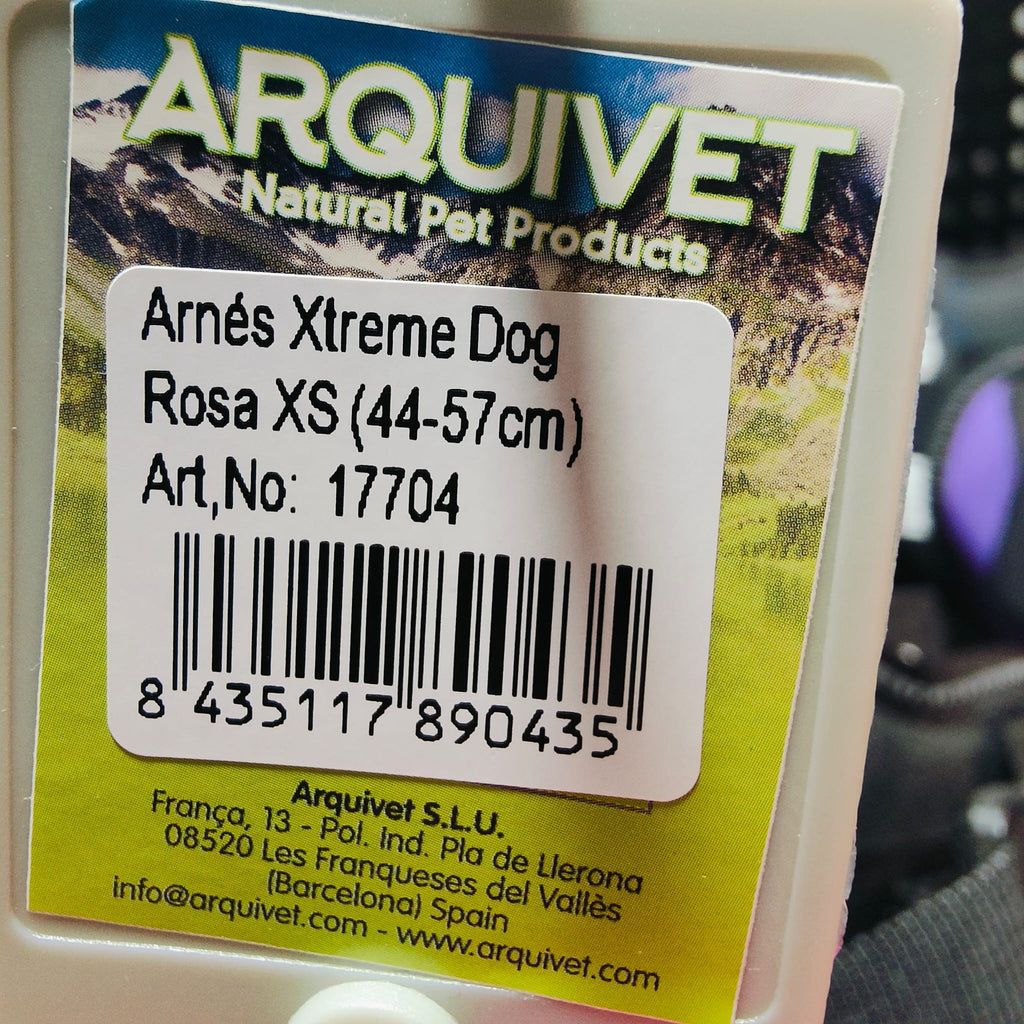 ARQUIVET
Natural Pet Products
Arnés Xtreme Dog
Rosa XS (44-57cm)
Art,No: 17704
8 435117 890435
Arquivet S.L.U.
França, 13 - Pol. Ind. Pla de Llerona
08520 Les Franqueses del Vallès
(Barcelona) Spain
info@arquivet.com - www.arquivet.com